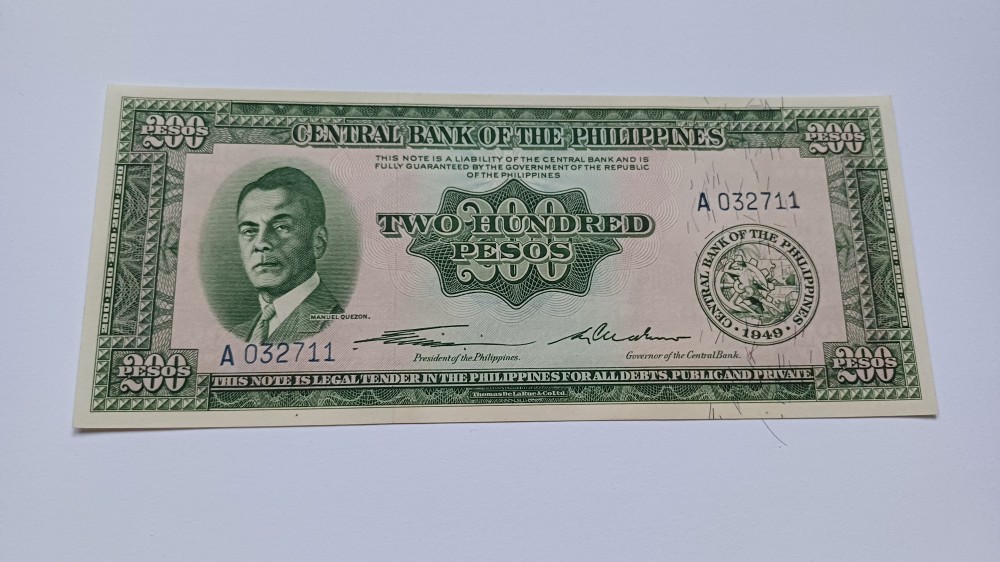 200 PESOS
200 PESOS
CENTRAL BANK OF THE PHILIPPINES
THIS NOTE IS A LIABILITY OF THE CENTRAL BANK AND IS
FULLY GUARANTEED BY THE GOVERNMENT OF THE REPUBLIC
OF THE PHILIPPINES
A 032711
200
TWO HUNDRED
PESOS
CENTRAL BANK OF THE PHILIPPINES
· 1949 ·
MANUEL QUEZON.
A 032711
President of the Philippines.
Governor of the Central Bank.
200 PESOS
200 PESOS
THIS NOTE IS LEGAL TENDER IN THE PHILIPPINES FOR ALL DEBTS, PUBLIC AND PRIVATE
Thomas De La Rue & Co Ltd.